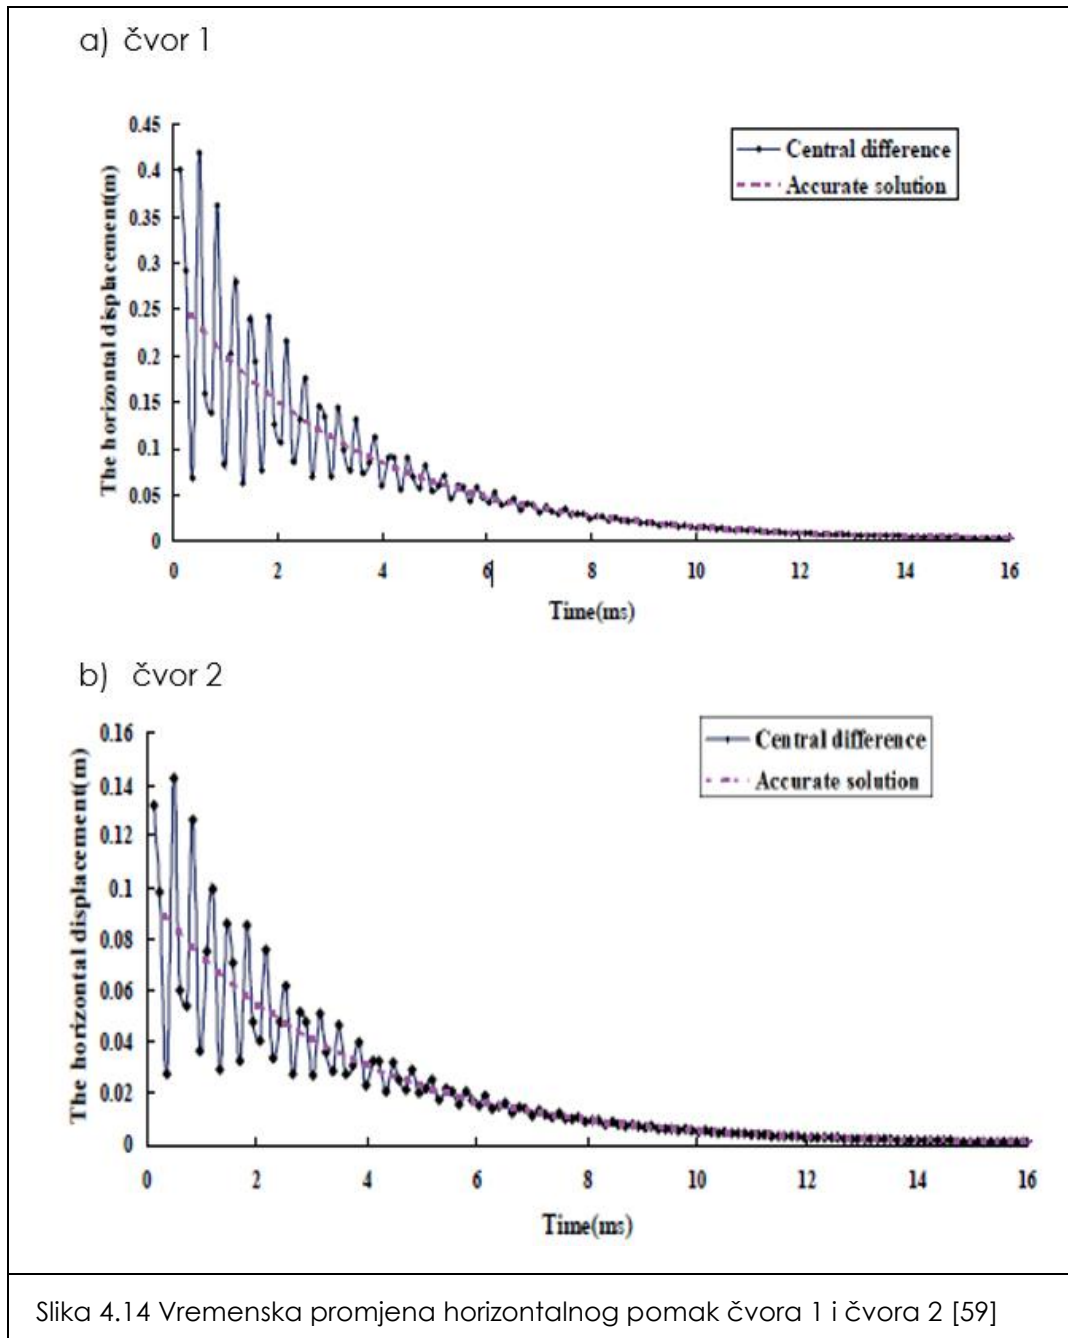 a) čvor 1
0.45
0.4
0.35
0.3
0.25
0.2
0.15
0.1
0.05
0
The horizontal displacement(m)
Central difference
Accurate solution
0 2 4 6 8 10 12 14 16
Time(ms)
b) čvor 2
0.16
0.14
0.12
0.1
0.08
0.06
0.04
0.02
0
The horizontal displacement(m)
Central difference
Accurate solution
0 2 4 6 8 10 12 14 16
Time(ms)
Slika 4.14 Vremenska promjena horizontalnog pomak čvora 1 i čvora 2 [59]